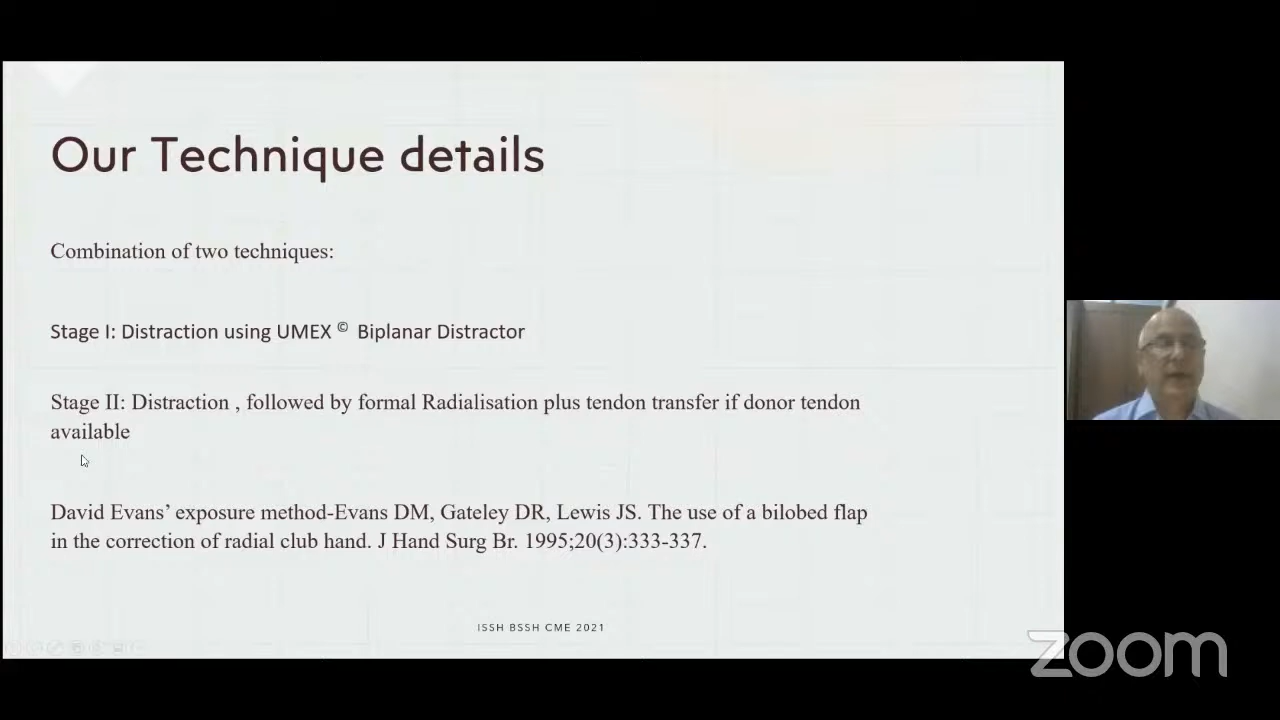 Our Technique details
Combination of two techniques:
Stage I: Distraction using UMEX © Biplanar Distractor
Stage II: Distraction , followed by formal Radialisation plus tendon transfer if donor tendon
available
David Evans’ exposure method-Evans DM, Gateley DR, Lewis JS. The use of a bilobed flap
in the correction of radial club hand. J Hand Surg Br. 1995;20(3):333-337.
ISSH BSSH CME 2021
zoom